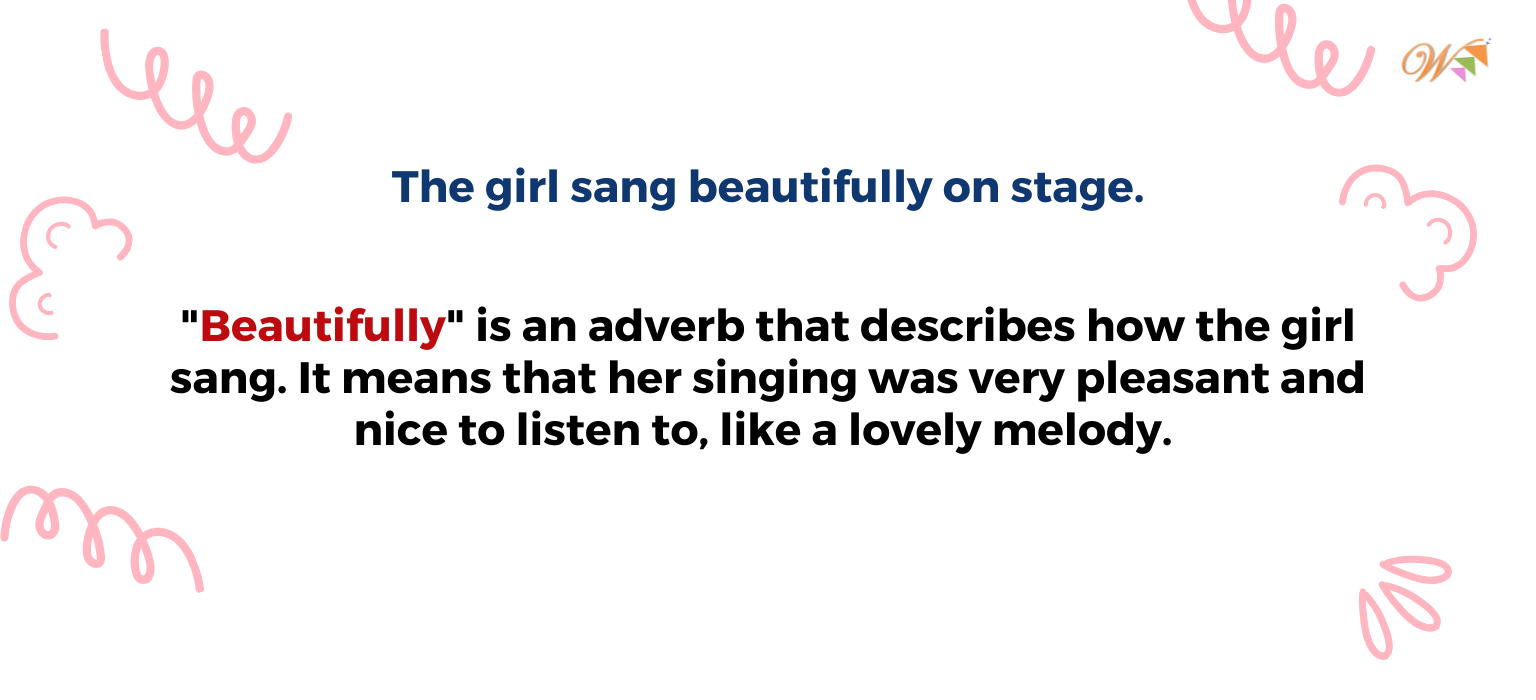 W
The girl sang beautifully on stage.
"Beautifully" is an adverb that describes how the girl
sang. It means that her singing was very pleasant and
nice to listen to, like a lovely melody.